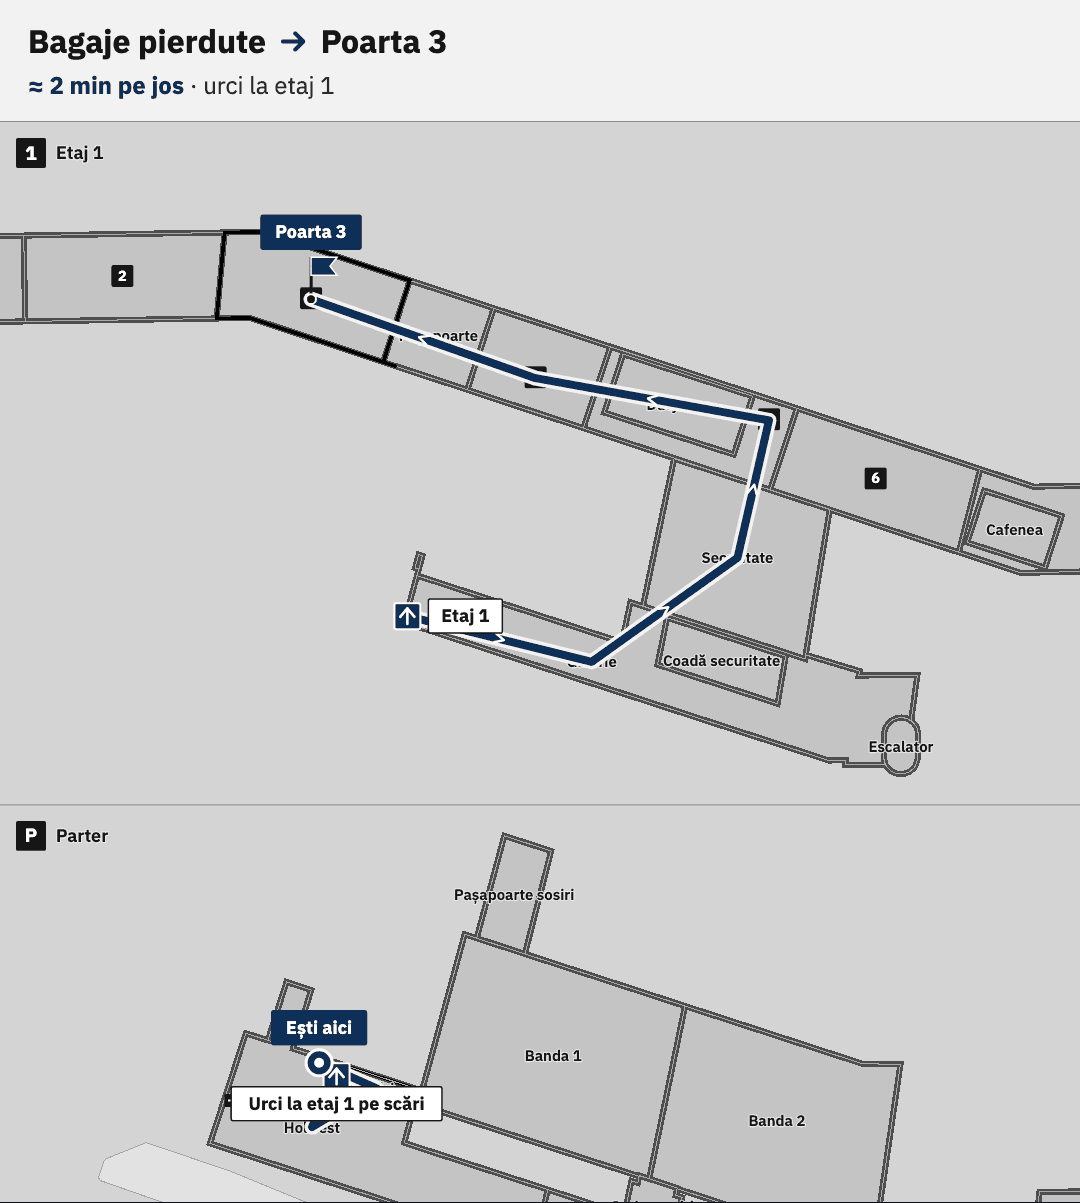 Bagaje pierdute → Poarta 3
≈ 2 min pe jos · urci la etaj 1
1 Etaj 1
Poarta 3
2
6
Cafenea
Etaj 1
Coadă securitate
Escalator
P Parter
Pașapoarte sosiri
Ești aici
Banda 1
Urci la etaj 1 pe scări
Banda 2